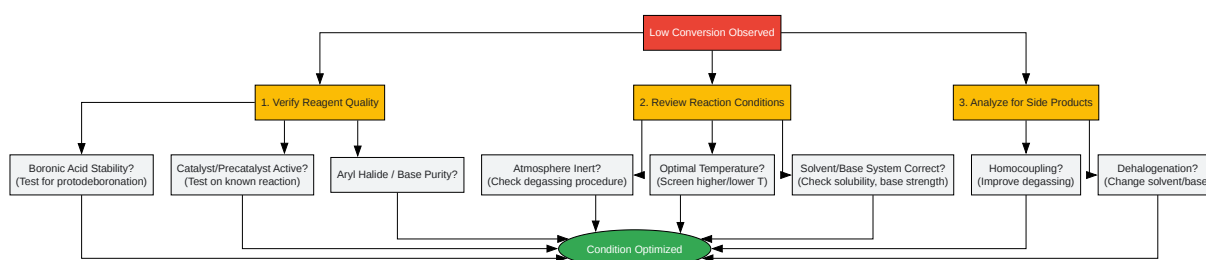 Low Conversion Observed
1. Verify Reagent Quality
2. Review Reaction Conditions
3. Analyze for Side Products
Boronic Acid Stability?
(Test for protodeboronation)
Catalyst/Precatalyst Active?
(Test on known reaction)
Aryl Halide / Base Purity?
Atmosphere Inert?
(Check degassing procedure)
Optimal Temperature?
(Screen higher/lower T)
Solvent/Base System Correct?
(Check solubility, base strength)
Homocoupling?
(Improve degassing)
Dehalogenation?
(Change solvent/base
Condition Optimized